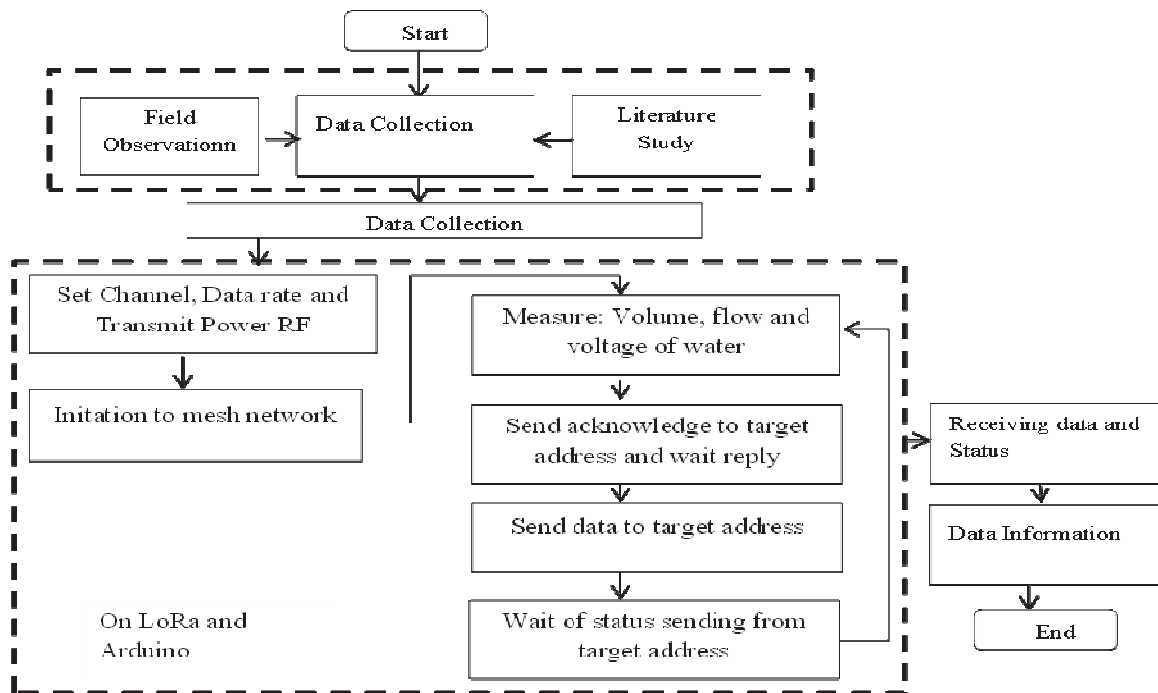 Start
Field
Observationn
Data Collection
Literature
Study
Data Collection
Set Channel, Data rate and
Transmit Power RF
Initation to mesh network
Measure: Volume, flow and
voltage of water
Send acknowledge to target
address and wait reply
Send data to target address
Wait of status sending from
target address
On LoRa and
Arduino
Receiving data and
Status
Data Information
End